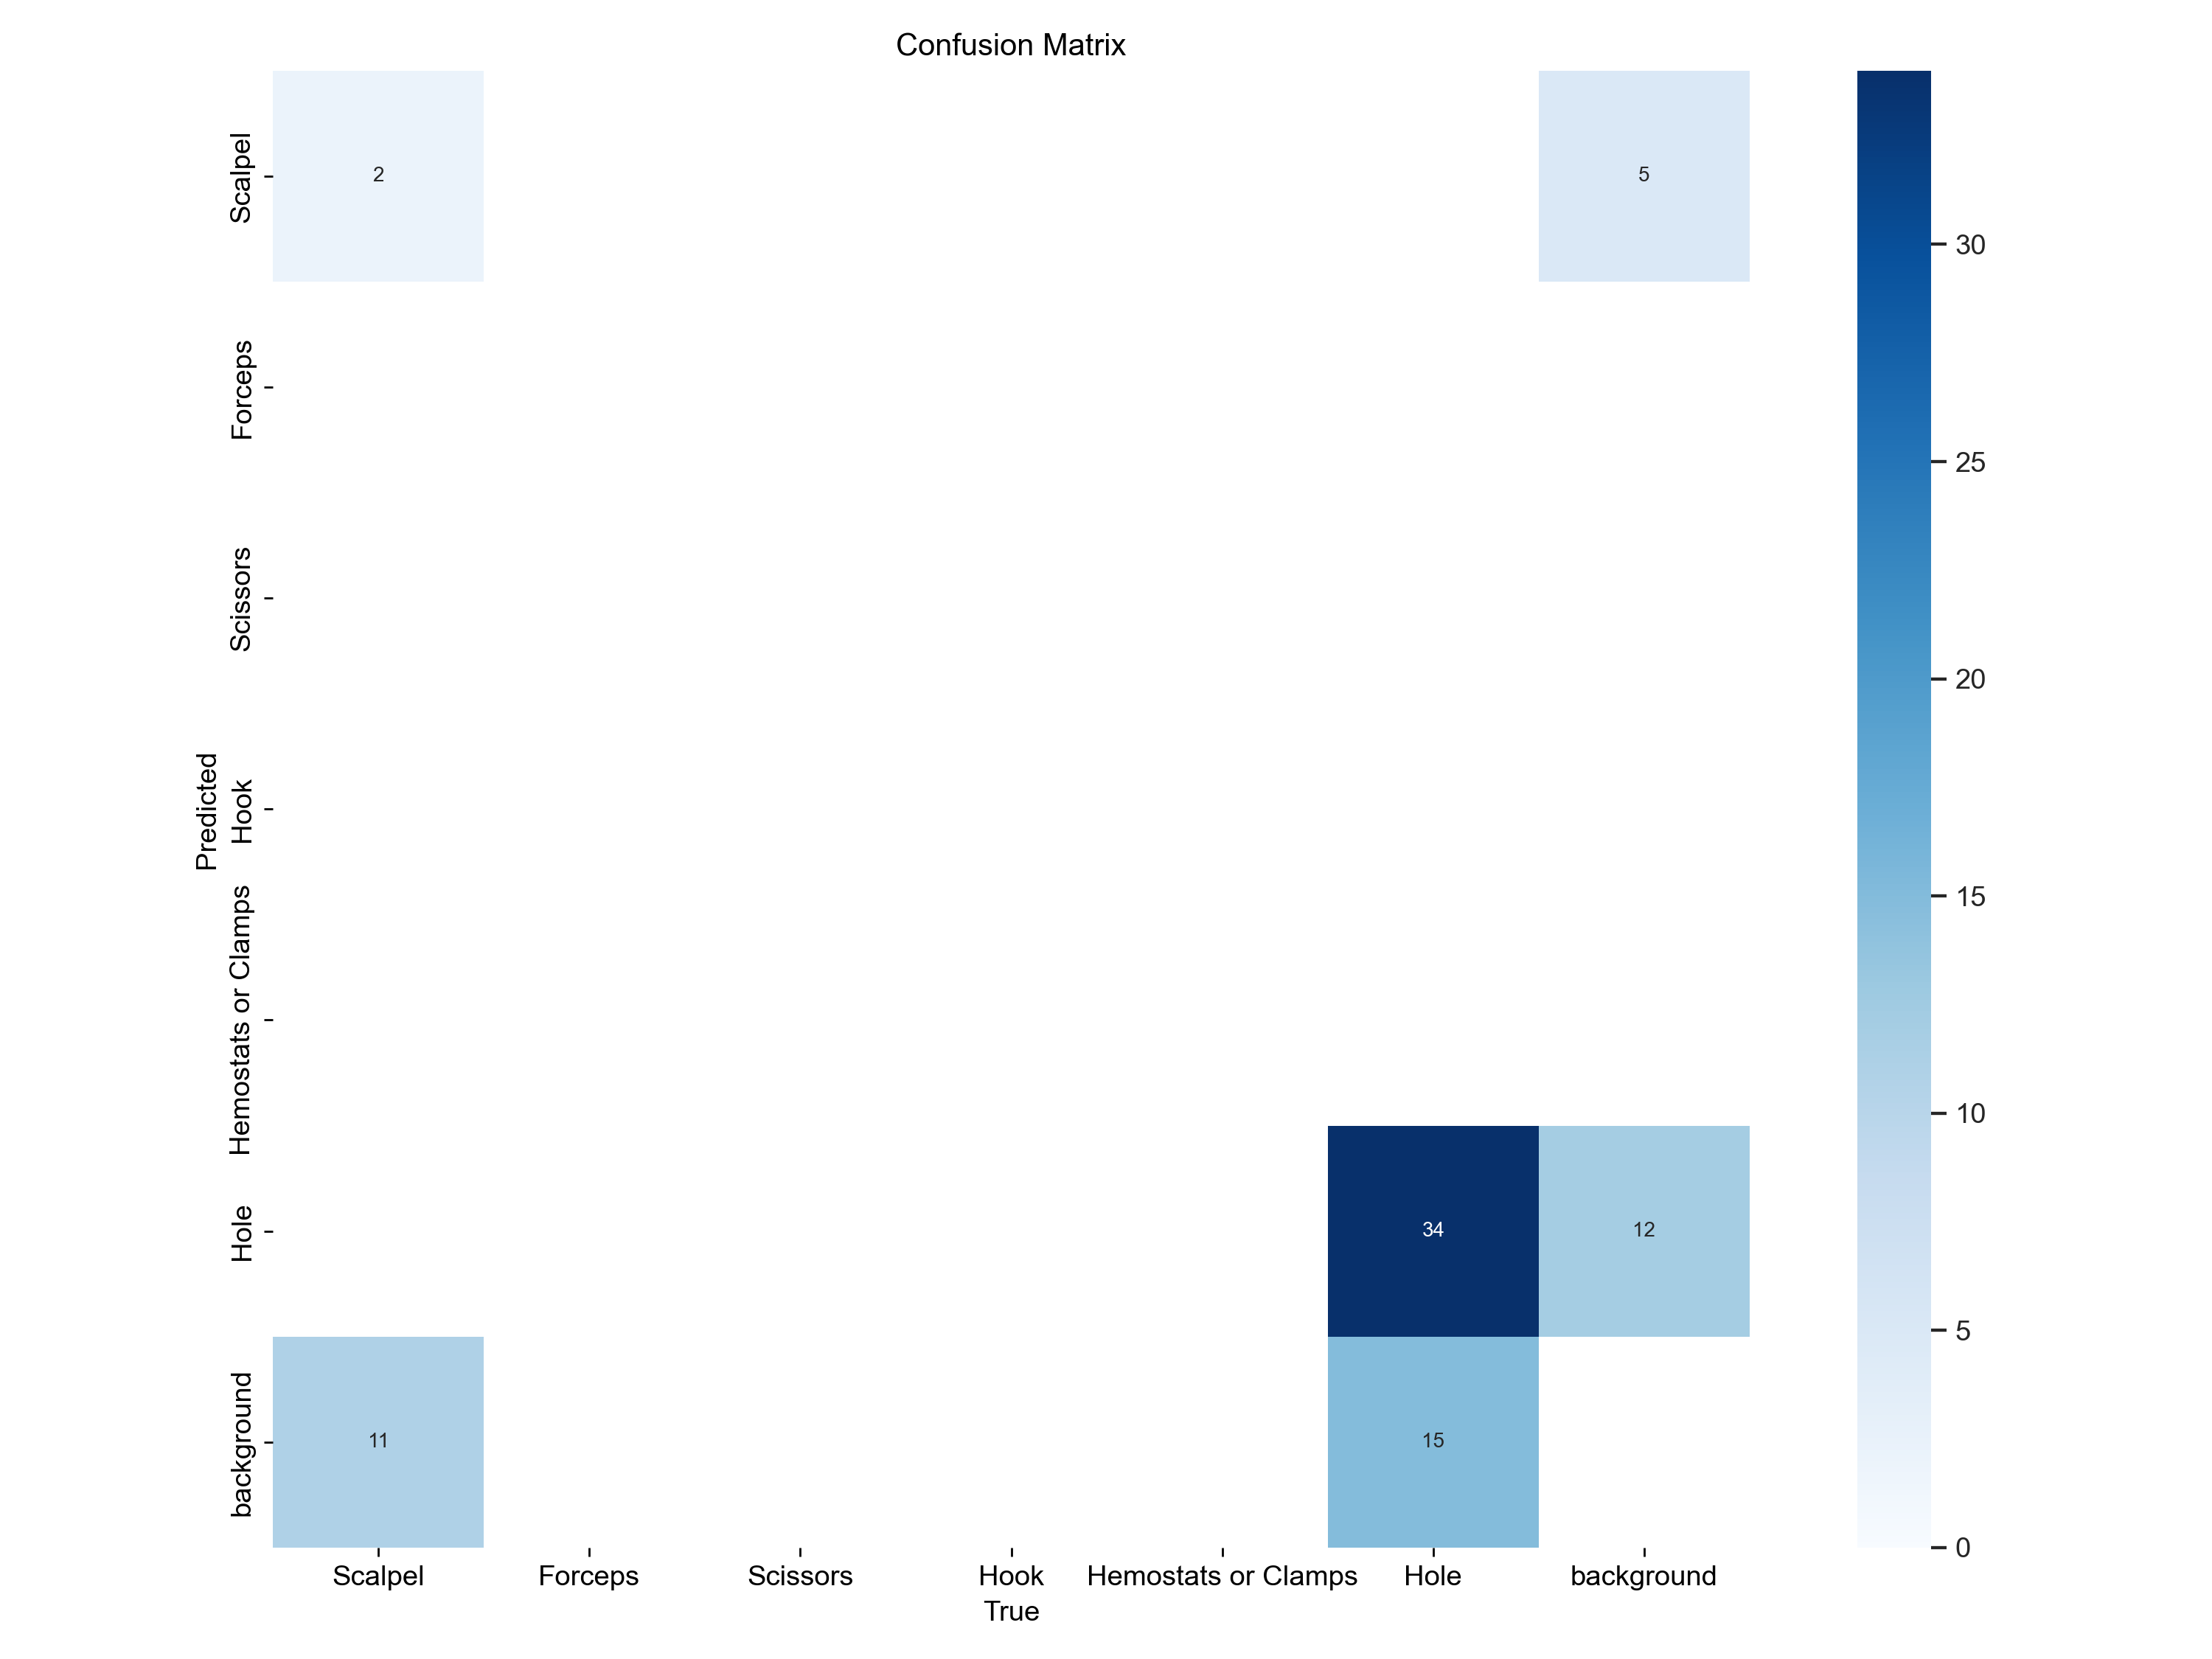 Confusion Matrix
Predicted
Scalpel
Forceps
Scissors
Hook
Hemostats or Clamps
Hole
background
2
5
34
12
11
15
Scalpel
Forceps
Scissors
Hook
Hemostats or Clamps
Hole
background
True
30
25
20
15
10
5
0